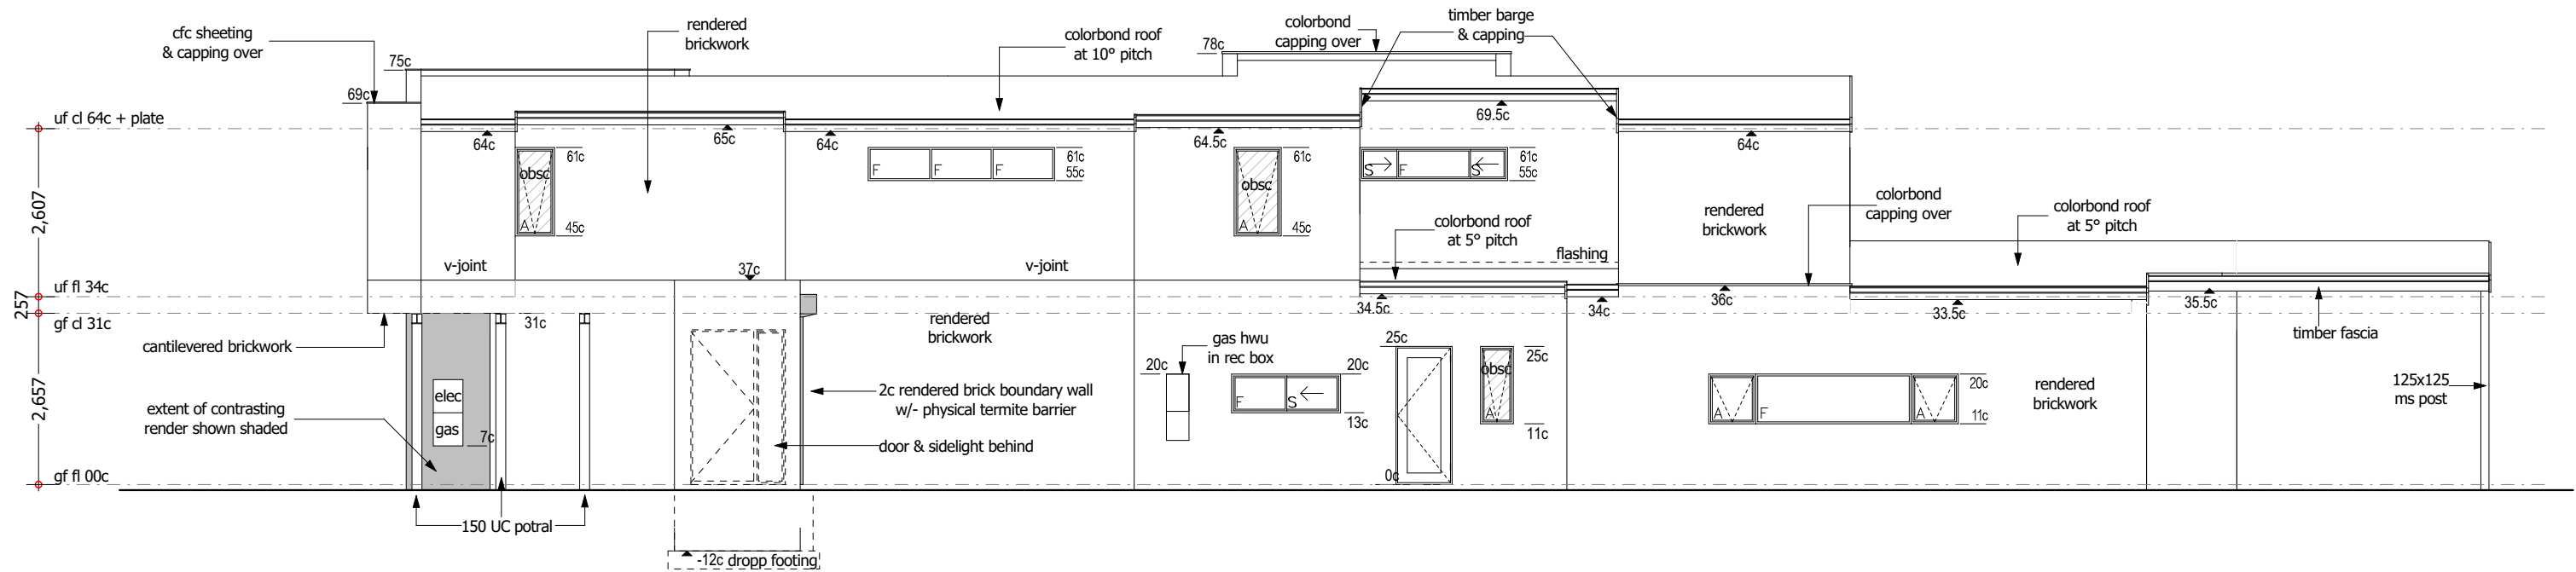 cfc sheeting
& capping over
rendered
brickwork
colorbond roof
at 10° pitch
colorbond
capping over
timber barge
& capping
75c
78c
69c
uf cl 64c + plate
64c
65c
64c
64.5c
69.5c
64c
obsc
A
61c
45c
F
F
F
61c
55c
obsc
A
61c
45c
S
F
S
61c
55c
2,607
colorbond roof
at 5° pitch
flashing
rendered
brickwork
colorbond
capping over
colorbond roof
at 5° pitch
v-joint
37c
v-joint
uf fl 34c
257
gf cl 31c
31c
34.5c
34c
36c
33.5c
35.5c
timber fascia
cantilevered brickwork
rendered
brickwork
gas hwu
in rec box
20c
F
S
20c
13c
25c
0c
obsc
25c
11c
A
F
A
20c
11c
rendered
brickwork
125x125
ms post
2,657
extent of contrasting
render shown shaded
elec
gas
7c
2c rendered brick boundary wall
w/- physical termite barrier
door & sidelight behind
gf fl 00c
150 UC potral
-12c dropp footing